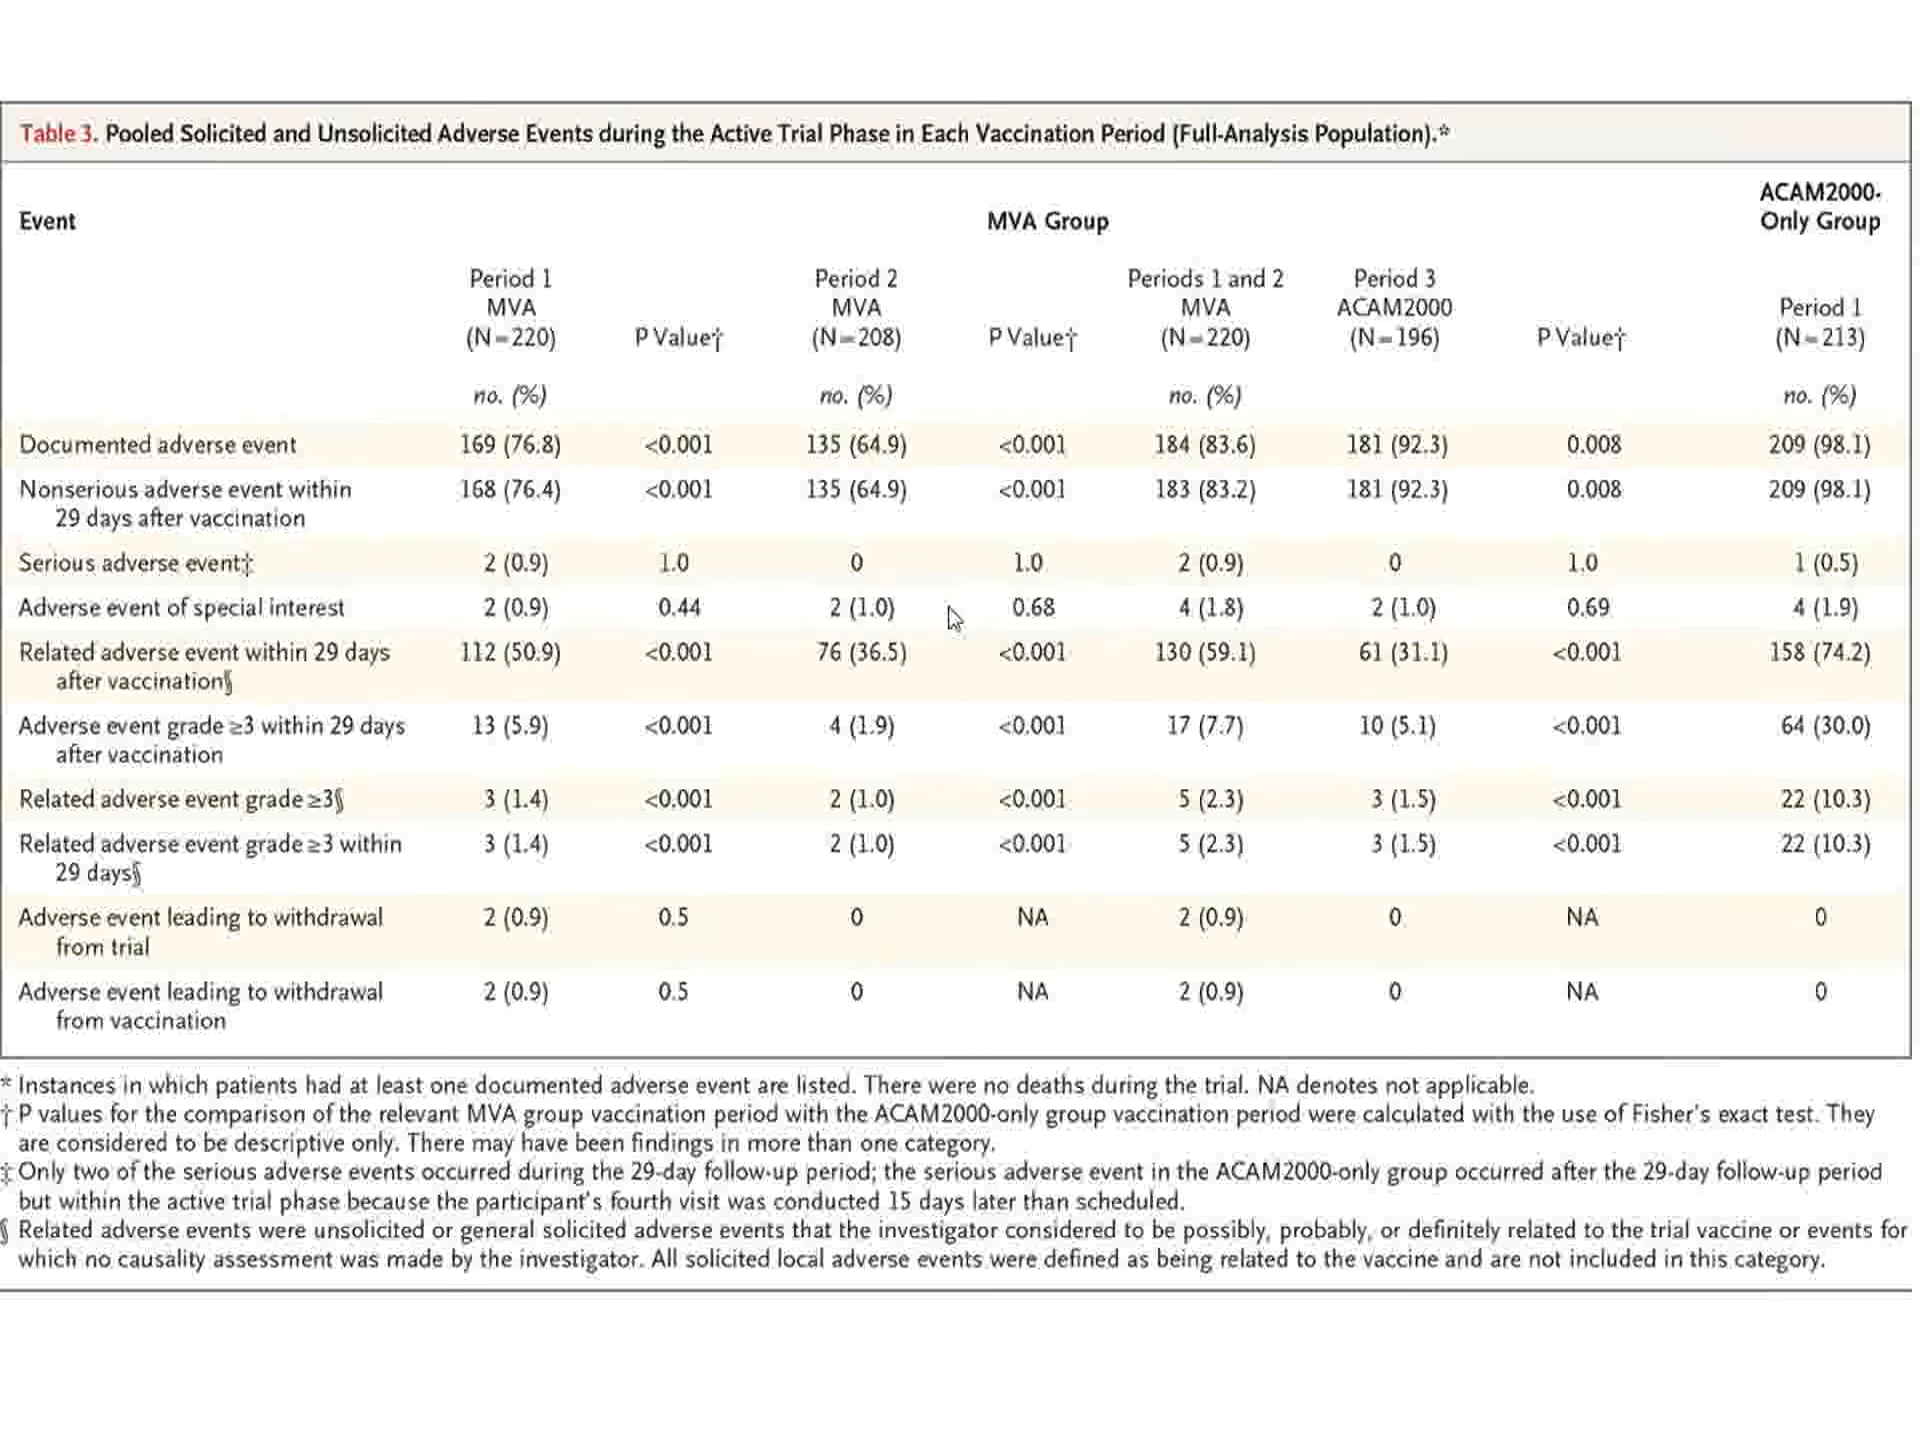 Table 3. Pooled Solicited and Unsolicited Adverse Events during the Active Trial Phase in Each Vaccination Period (Full-Analysis Population).*
Event MVA Group ACAM2000-Only Group
Period 1 MVA (N=220) P Value† Period 2 MVA (N=208) P Value† Periods 1 and 2 MVA (N=220) Period 3 ACAM2000 (N=196) P Value† Period 1 (N=213)
no. (%) no. (%) no. (%) no. (%)
Documented adverse event 169 (76.8) <0.001 135 (64.9) <0.001 184 (83.6) 181 (92.3) 0.008 209 (98.1)
Nonserious adverse event within 168 (76.4) <0.001 135 (64.9) <0.001 183 (83.2) 181 (92.3) 0.008 209 (98.1)
29 days after vaccination
Serious adverse event‡ 2 (0.9) 1.0 0 1.0 2 (0.9) 0 1.0 1 (0.5)
Adverse event of special interest 2 (0.9) 0.44 2 (1.0) 0.68 4 (1.8) 2 (1.0) 0.69 4 (1.9)
Related adverse event within 29 days 112 (50.9) <0.001 76 (36.5) <0.001 130 (59.1) 61 (31.1) <0.001 158 (74.2)
after vaccination§
Adverse event grade ≥3 within 29 days 13 (5.9) <0.001 4 (1.9) <0.001 17 (7.7) 10 (5.1) <0.001 64 (30.0)
after vaccination
Related adverse event grade ≥3§ 3 (1.4) <0.001 2 (1.0) <0.001 5 (2.3) 3 (1.5) <0.001 22 (10.3)
Related adverse event grade ≥3 within 3 (1.4) <0.001 2 (1.0) <0.001 5 (2.3) 3 (1.5) <0.001 22 (10.3)
29 days§
Adverse event leading to withdrawal 2 (0.9) 0.5 0 NA 2 (0.9) 0 NA 0
from trial
Adverse event leading to withdrawal 2 (0.9) 0.5 0 NA 2 (0.9) 0 NA 0
from vaccination
* Instances in which patients had at least one documented adverse event are listed. There were no deaths during the trial. NA denotes not applicable.
† P values for the comparison of the relevant MVA group vaccination period with the ACAM2000-only group vaccination period were calculated with the use of Fisher's exact test. They
are considered to be descriptive only. There may have been findings in more than one category.
‡ Only two of the serious adverse events occurred during the 29-day follow-up period; the serious adverse event in the ACAM2000-only group occurred after the 29-day follow-up period
but within the active trial phase because the participant's fourth visit was conducted 15 days later than scheduled.
§ Related adverse events were unsolicited or general solicited adverse events that the investigator considered to be possibly, probably, or definitely related to the trial vaccine or events for
which no causality assessment was made by the investigator. All solicited local adverse events were defined as being related to the vaccine and are not included in this category.